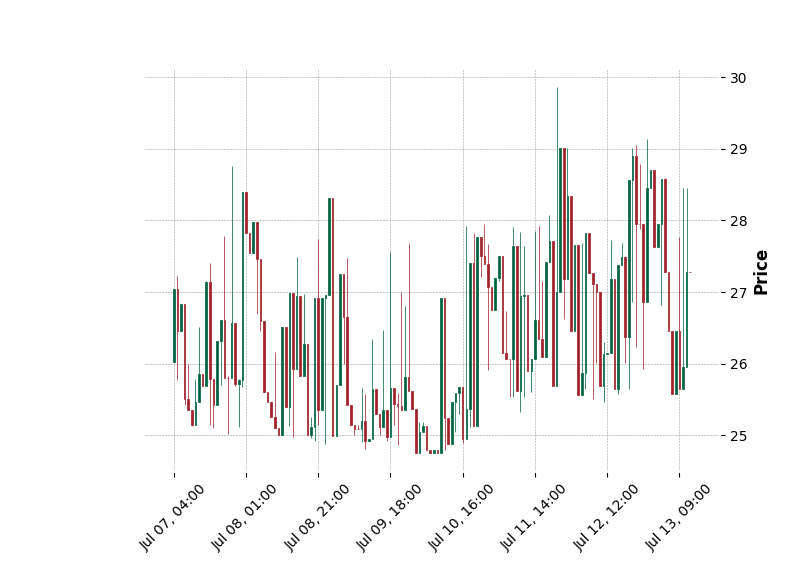 30
29
28
27
26
25
Price
Jul 07, 04:00
Jul 08, 01:00
Jul 08, 21:00
Jul 09, 18:00
Jul 10, 16:00
Jul 11, 14:00
Jul 12, 12:00
Jul 13, 09:00